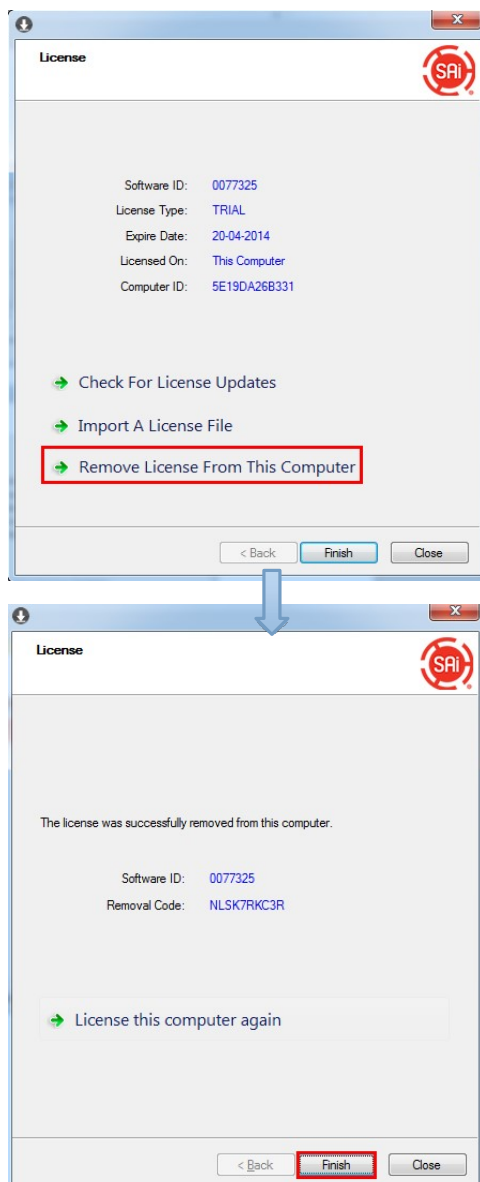 License
SAi
Software ID: 0077325
License Type: TRIAL
Expire Date: 20-04-2014
Licensed On: This Computer
Computer ID: 5E19DA26B331
Check For License Updates
Import A License File
Remove License From This Computer
< Back Finish Close
License
SAi
The license was successfully removed from this computer.
Software ID: 0077325
Removal Code: NLSK7RKC3R
License this computer again
< Back Finish Close